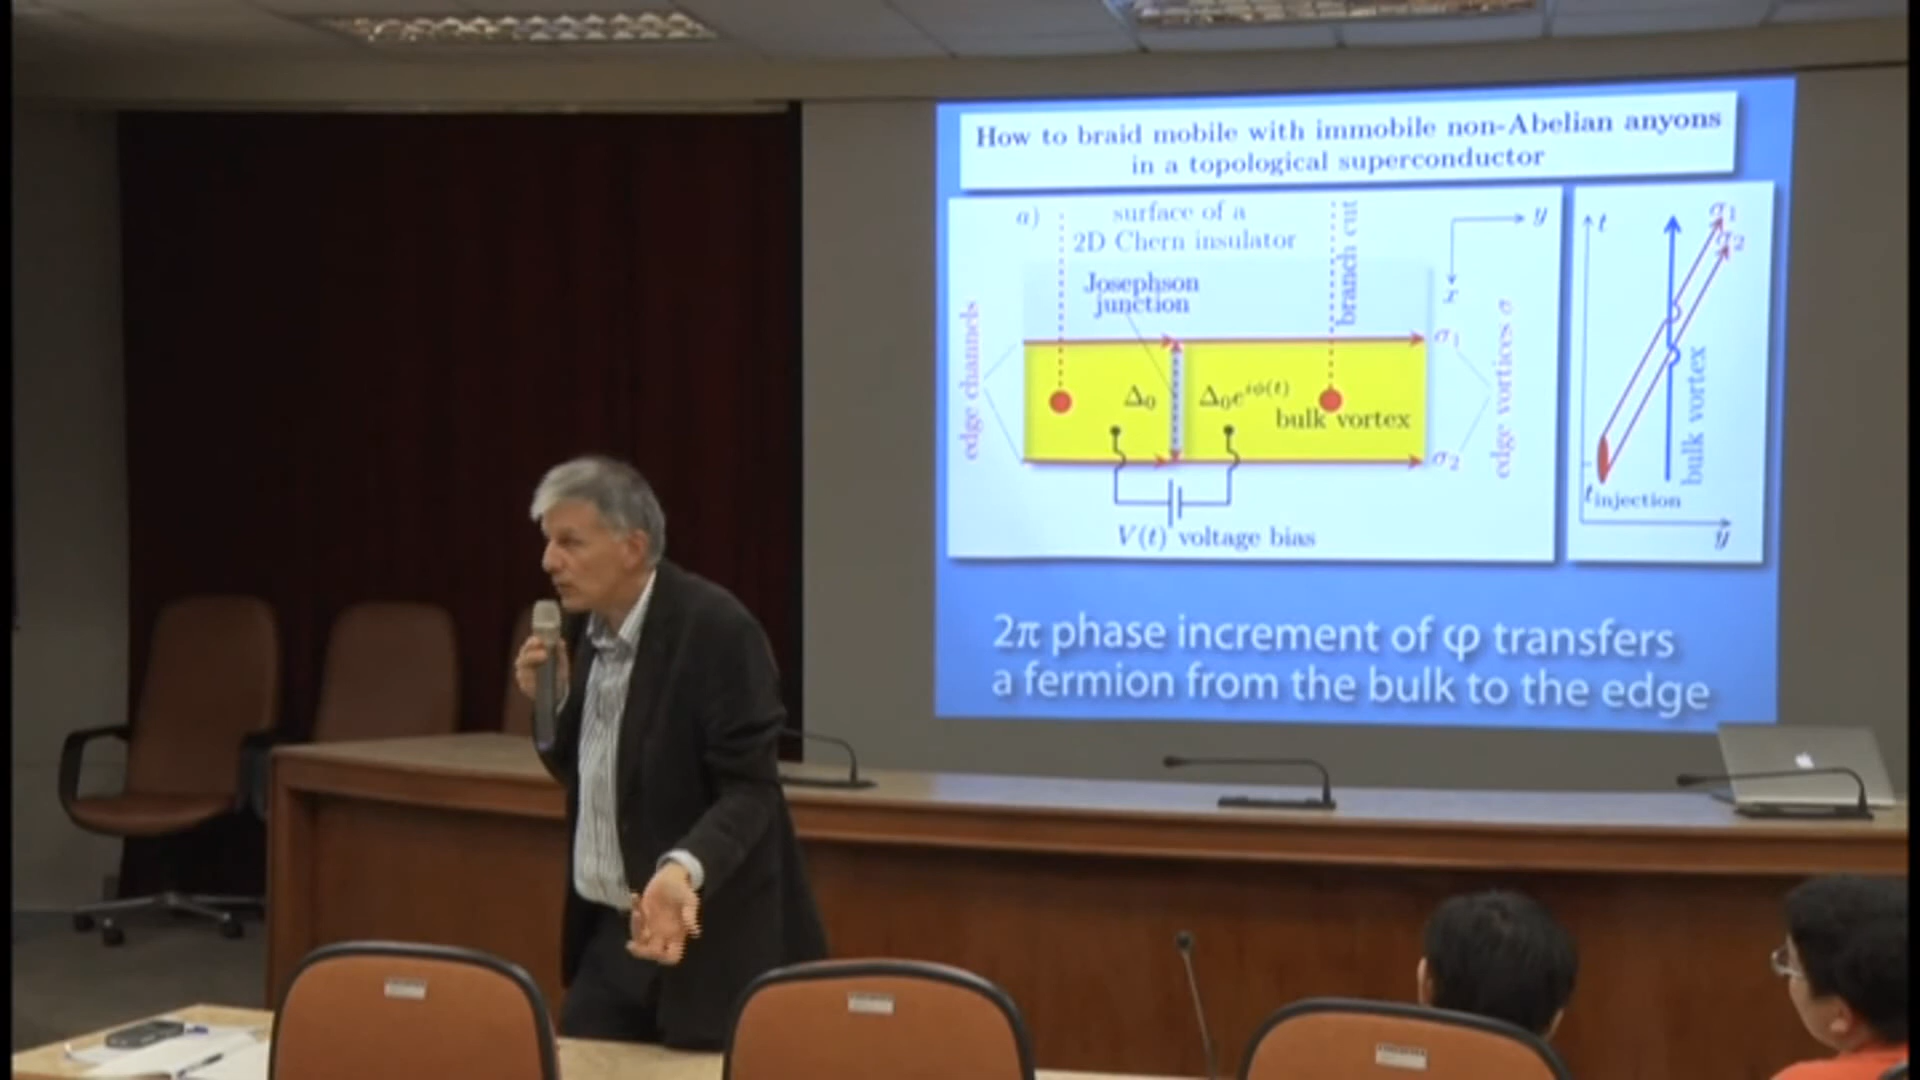 How to braid mobile with immobile non-Abelian anyons
in a topological superconductor
a)
surface of a
2D Chern insulator
Josephson
junction
branch cut
y
x
edge channels
σ1
Δ0
Δ0e^{iϕ(t)}
bulk vortex
σ2
edge vortices σ
V(t) voltage bias
t
σ1
σ2
bulk vortex
tinjection
y
2π phase increment of φ transfers
a fermion from the bulk to the edge